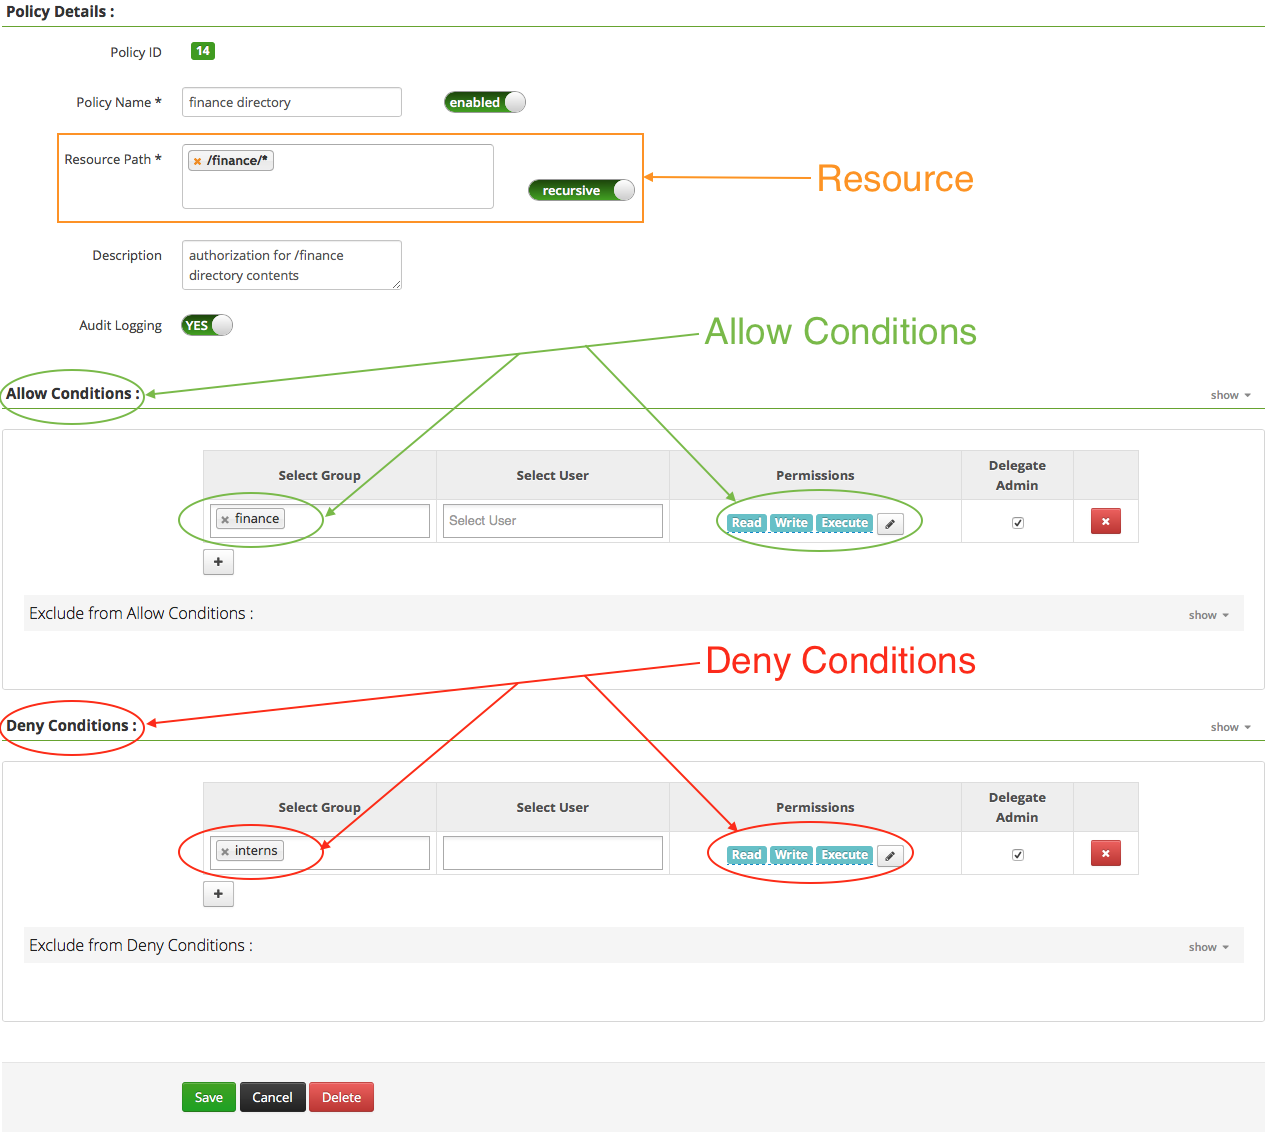 Policy Details :
Policy ID 14
Policy Name * finance directory enabled
Resource Path * × /finance/*
recursive
Resource
Description authorization for /finance
directory contents
Audit Logging YES
Allow Conditions
Allow Conditions : show
Select Group Select User Permissions Delegate
Admin
× finance Select User Read Write Execute
+
Exclude from Allow Conditions : show
Deny Conditions
Deny Conditions : show
Select Group Select User Permissions Delegate
Admin
× interns Read Write Execute
+
Exclude from Deny Conditions : show
Save Cancel Delete